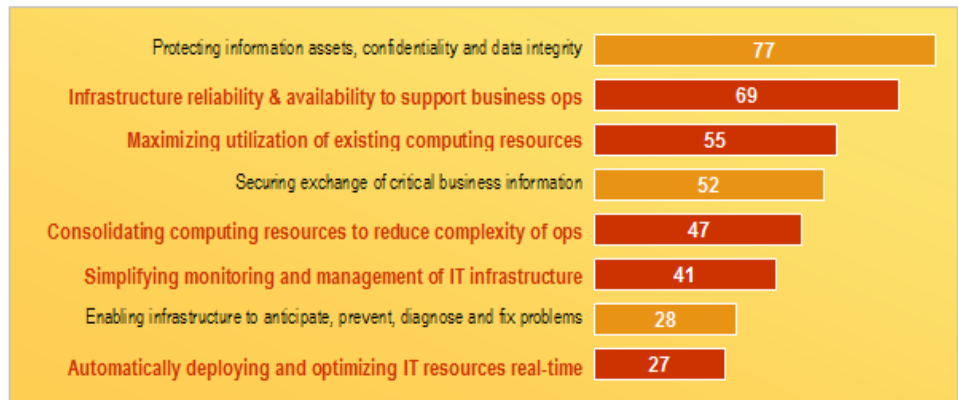 Protecting information assets, confidentiality and data integrity 77
Infrastructure reliability & availability to support business ops 69
Maximizing utilization of existing computing resources 55
Securing exchange of critical business information 52
Consolidating computing resources to reduce complexity of ops 47
Simplifying monitoring and management of IT infrastructure 41
Enabling infrastructure to anticipate, prevent, diagnose and fix problems 28
Automatically deploying and optimizing IT resources real-time 27